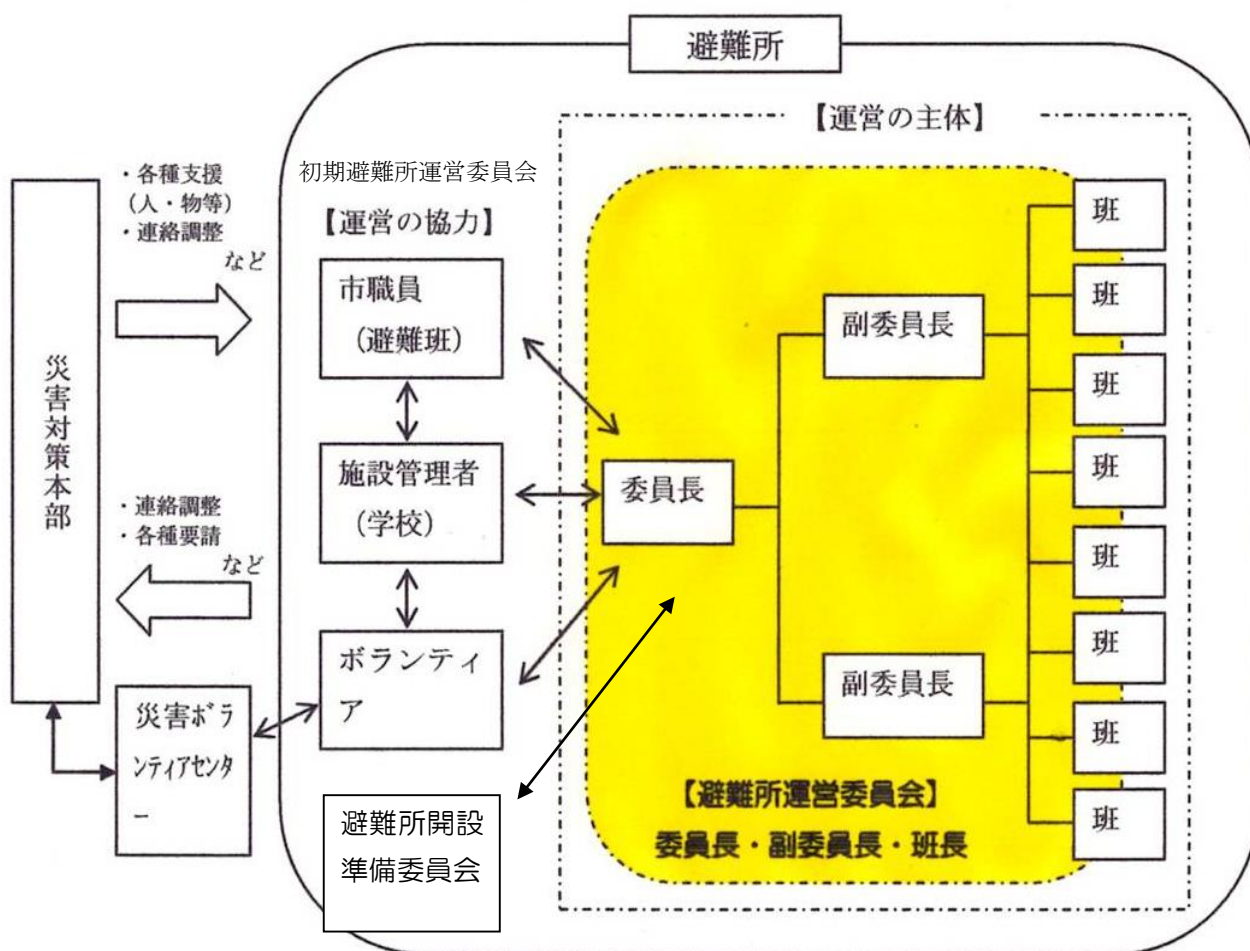 避難所
【運営の主体】
・各種支援
(人・物等)
・連絡調整
など
初期避難所運営委員会
【運営の協力】
市職員
(避難班)
施設管理者
(学校)
ボランティ
ア
避難所開設
準備委員会
災害対策本部
・連絡調整
・各種要請
など
災害ボラ
ンティアセンタ
ー
委員長
副委員長
副委員長
班
班
班
班
班
班
班
班
【避難所運営委員会】
委員長・副委員長・班長